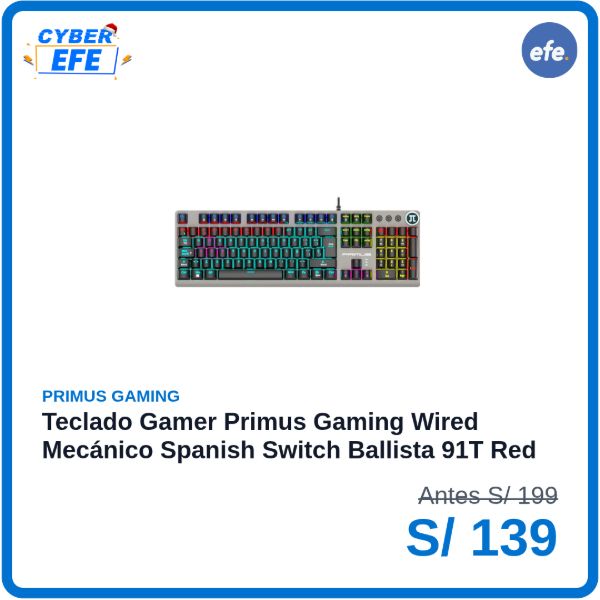 CYBER
EFE
efe.
PRIMUS
PRIMUS GAMING
Teclado Gamer Primus Gaming Wired
Mecánico Spanish Switch Ballista 91T Red
Antes S/ 199
S/ 139